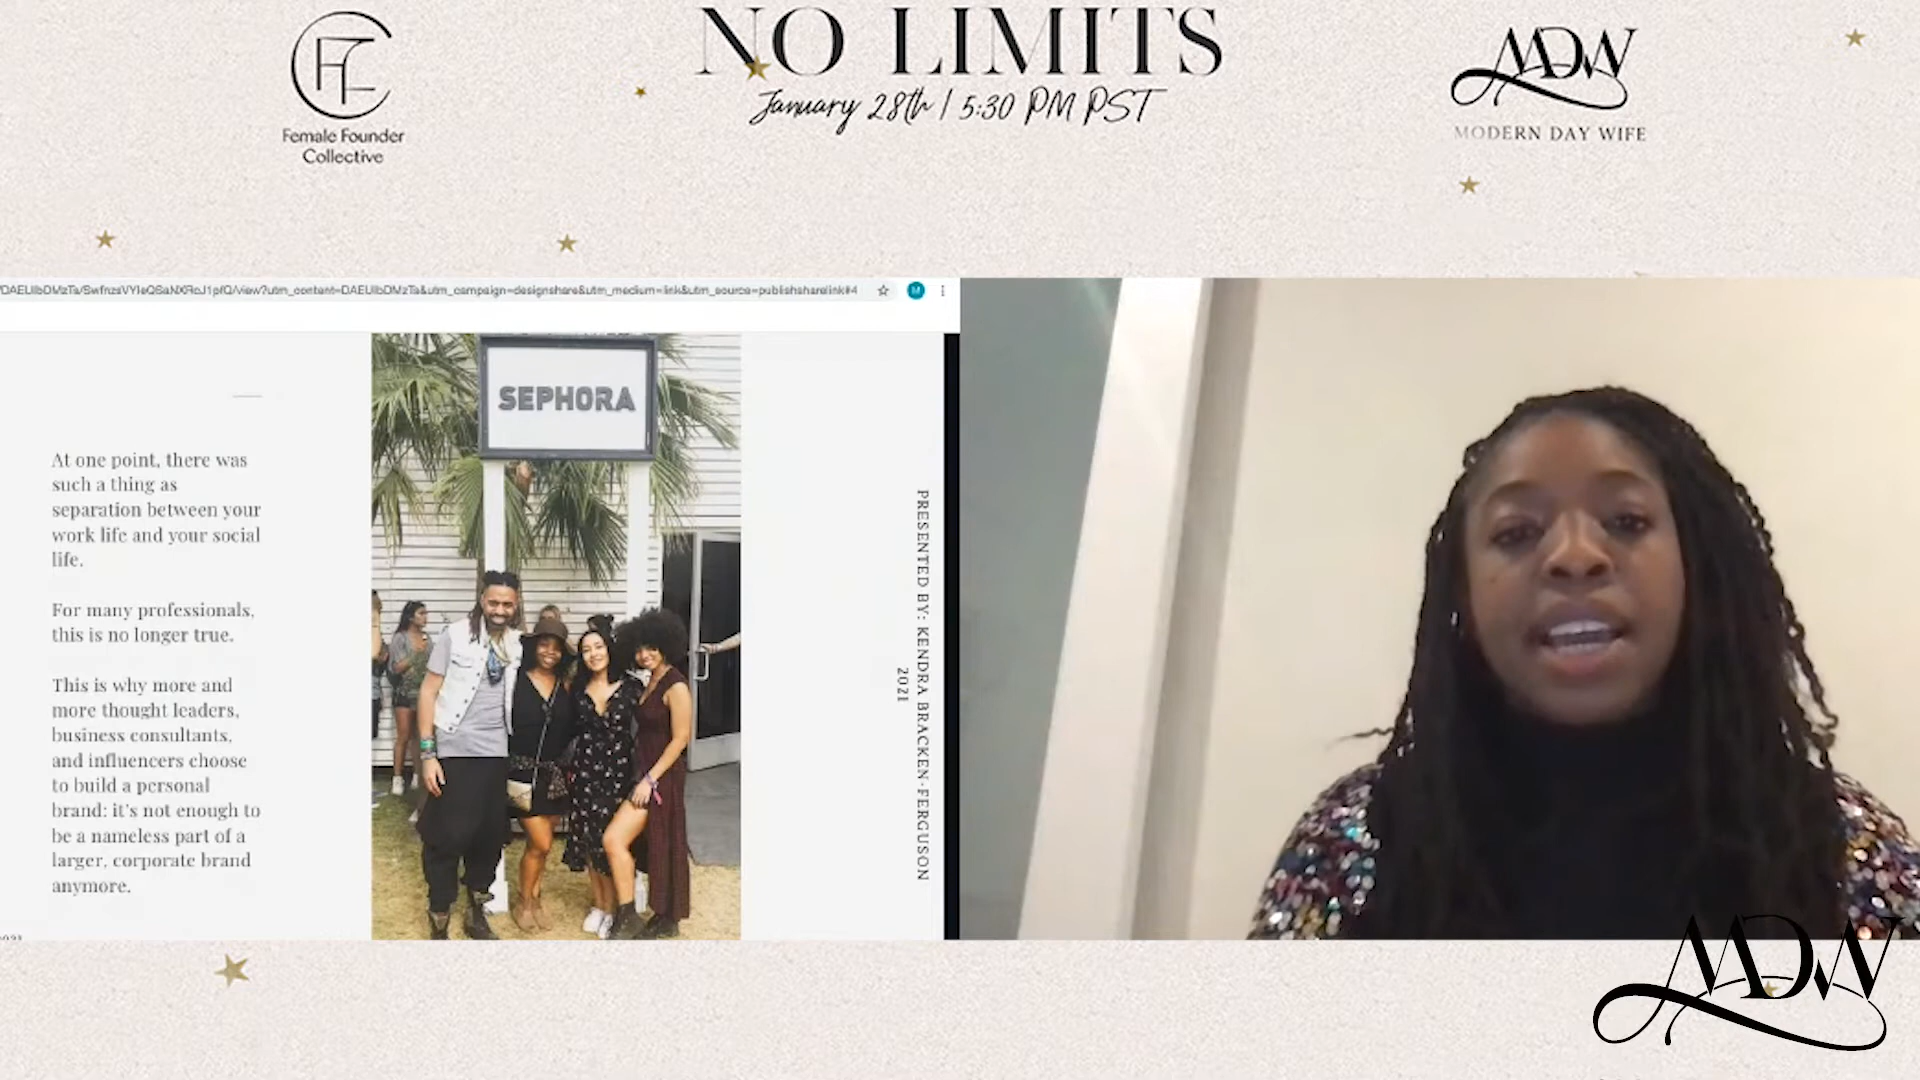 NO LIMITS
January 28th / 5:30 PM PST
FFC
Female Founder
Collective
MDW
MODERN DAY WIFE
SEPHORA
At one point, there was
such a thing as
separation between your
work life and your social
life.
For many professionals,
this is no longer true.
This is why more and
more thought leaders,
business consultants,
and influencers choose
to build a personal
brand: it's not enough to
be a nameless part of a
larger, corporate brand
anymore.
PRESENTED BY: KENDRA BRACKEN-FERGUSON
2021
M
MDW